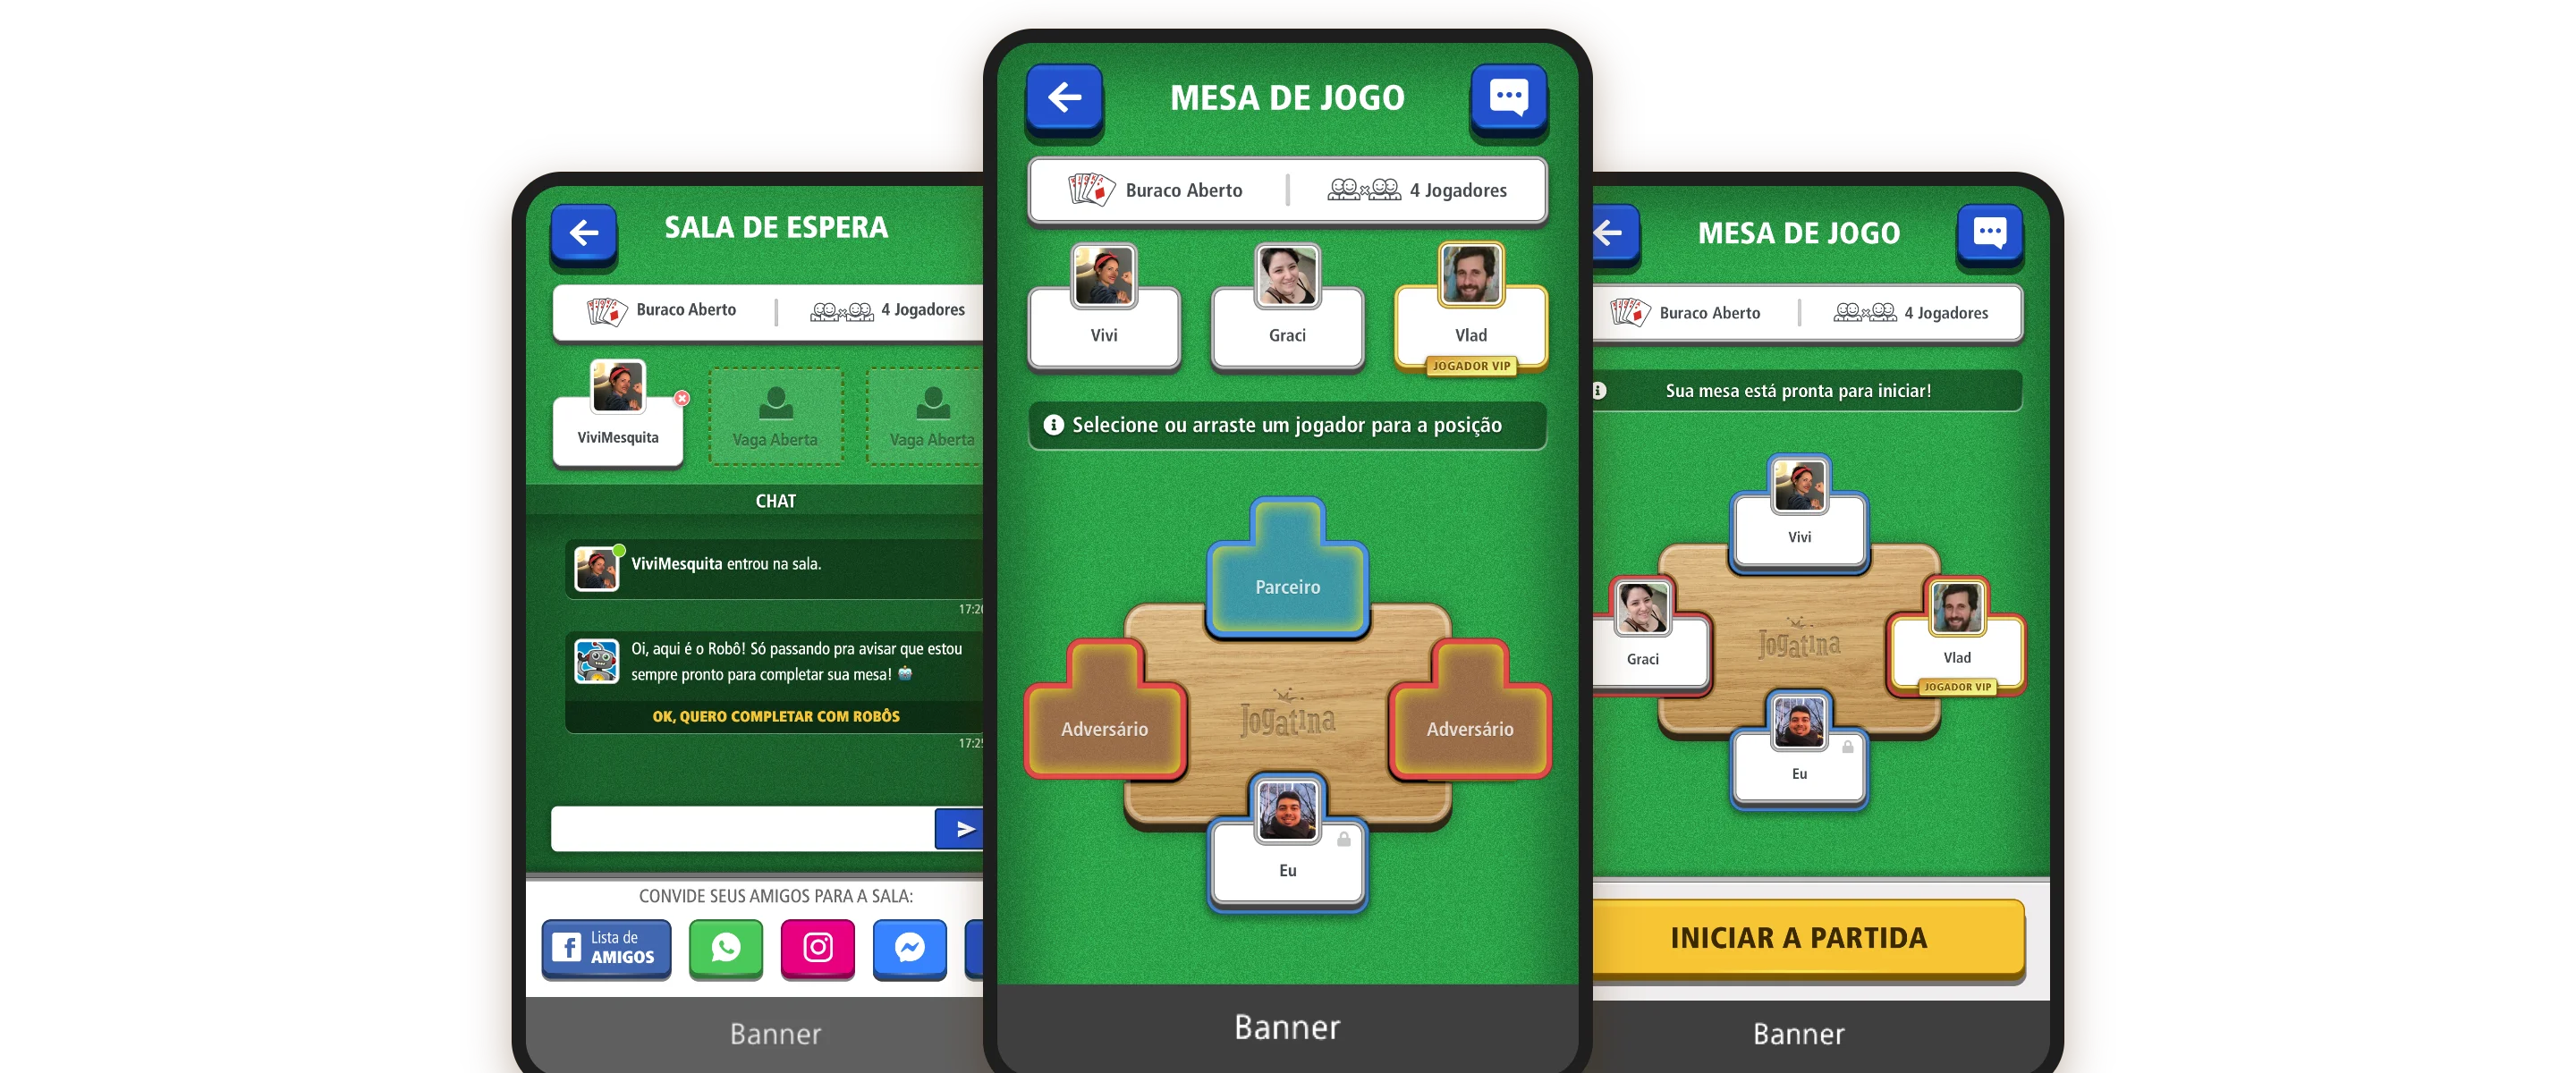 SALA DE ESPERA
Buraco Aberto
4 Jogadores
ViviMesquita
Vaga Aberta
Vaga Aberta
CHAT
ViviMesquita entrou na sala.
Oi, aqui é o Robô! Só passando pra avisar que estou
sempre pronto para completar sua mesa!
OK, QUERO COMPLETAR COM ROBÔS
CONVIDE SEUS AMIGOS PARA A SALA:
Lista de
AMIGOS
Banner
MESA DE JOGO
Buraco Aberto
4 Jogadores
Vivi
Graci
Vlad
JOGADOR VIP
Selecione ou arraste um jogador para a posição
Parceiro
Adversário
Jogatina
Adversário
Eu
Banner
MESA DE JOGO
Buraco Aberto
4 Jogadores
Sua mesa está pronta para iniciar!
Vivi
Graci
Jogatina
Vlad
JOGADOR VIP
Eu
INICIAR A PARTIDA
Banner